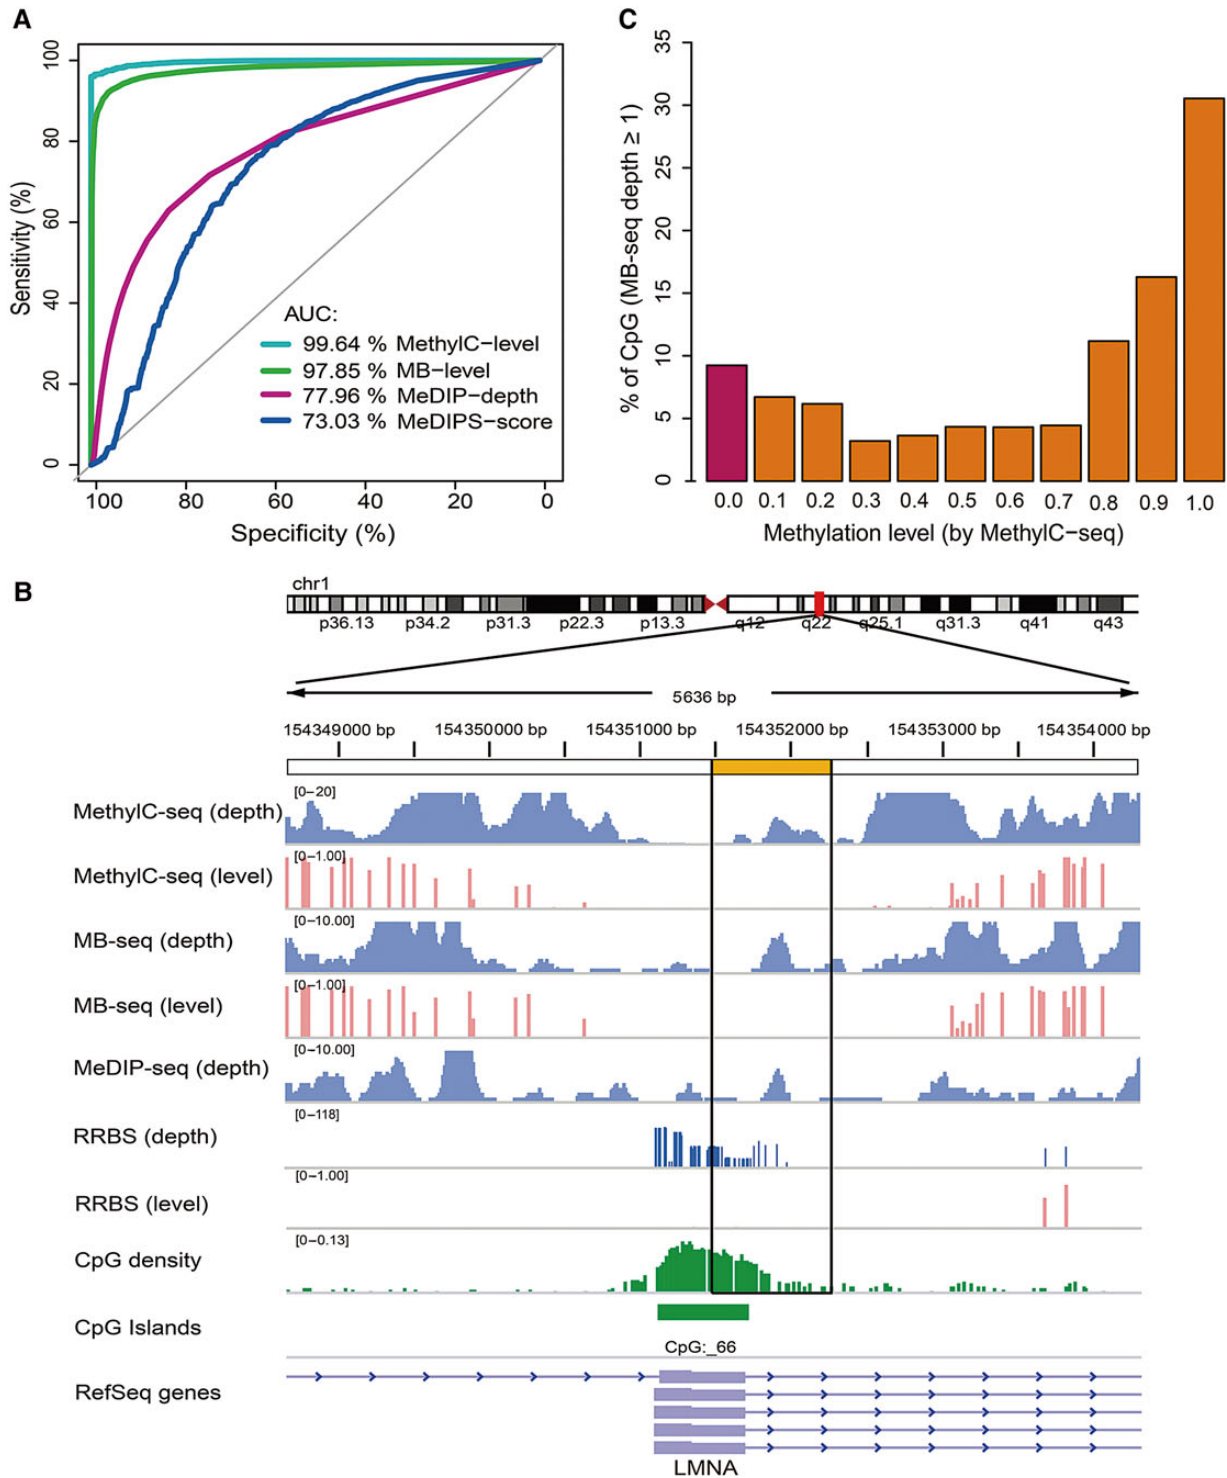 A
Sensitivity (%)
100
80
60
40
20
0
AUC:
99.64 % MethylC−level
97.85 % MB−level
77.96 % MeDIP−depth
73.03 % MeDIPS−score
100 80 60 40 20 0
Specificity (%)
C
% of CpG (MB−seq depth ≥ 1)
35
30
25
20
15
10
5
0
0.0 0.1 0.2 0.3 0.4 0.5 0.6 0.7 0.8 0.9 1.0
Methylation level (by MethylC−seq)
B
chr1
p36.13 p34.2 p31.3 p22.3 p13.3 q12 q22 q25.1 q31.3 q41 q43
5636 bp
154349000 bp 154350000 bp 154351000 bp 154352000 bp 154353000 bp 154354000 bp
MethylC-seq (depth) [0−20]
MethylC-seq (level) [0−1.00]
MB-seq (depth) [0−10.00]
MB-seq (level) [0−1.00]
MeDIP-seq (depth) [0−10.00]
RRBS (depth) [0−118]
RRBS (level) [0−1.00]
CpG density [0−0.13]
CpG Islands
CpG:_66
RefSeq genes
LMNA